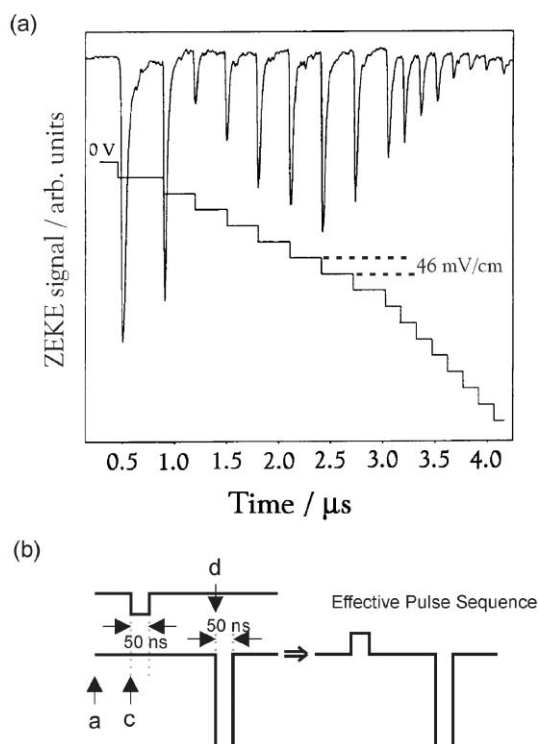 (a)
ZEKE signal / arb. units
0 V
46 mV/cm
0.5 1.0 1.5 2.0 2.5 3.0 3.5 4.0
Time / μs
(b)
d
Effective Pulse Sequence
50 ns 50 ns
⇒
a c